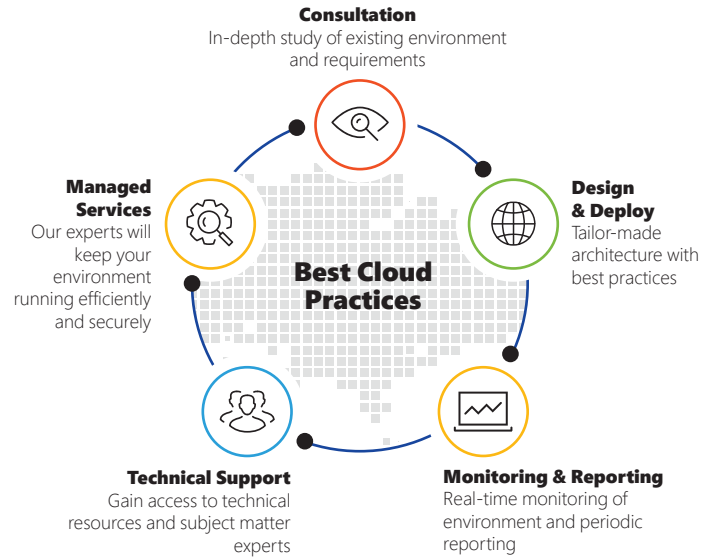 Consultation
In-depth study of existing environment
and requirements
Design
& Deploy
Tailor-made
architecture with
best practices
Managed
Services
Our experts will
keep your
environment
running efficiently
and securely
Best Cloud
Practices
Monitoring & Reporting
Real-time monitoring of
environment and periodic
reporting
Technical Support
Gain access to technical
resources and subject matter
experts